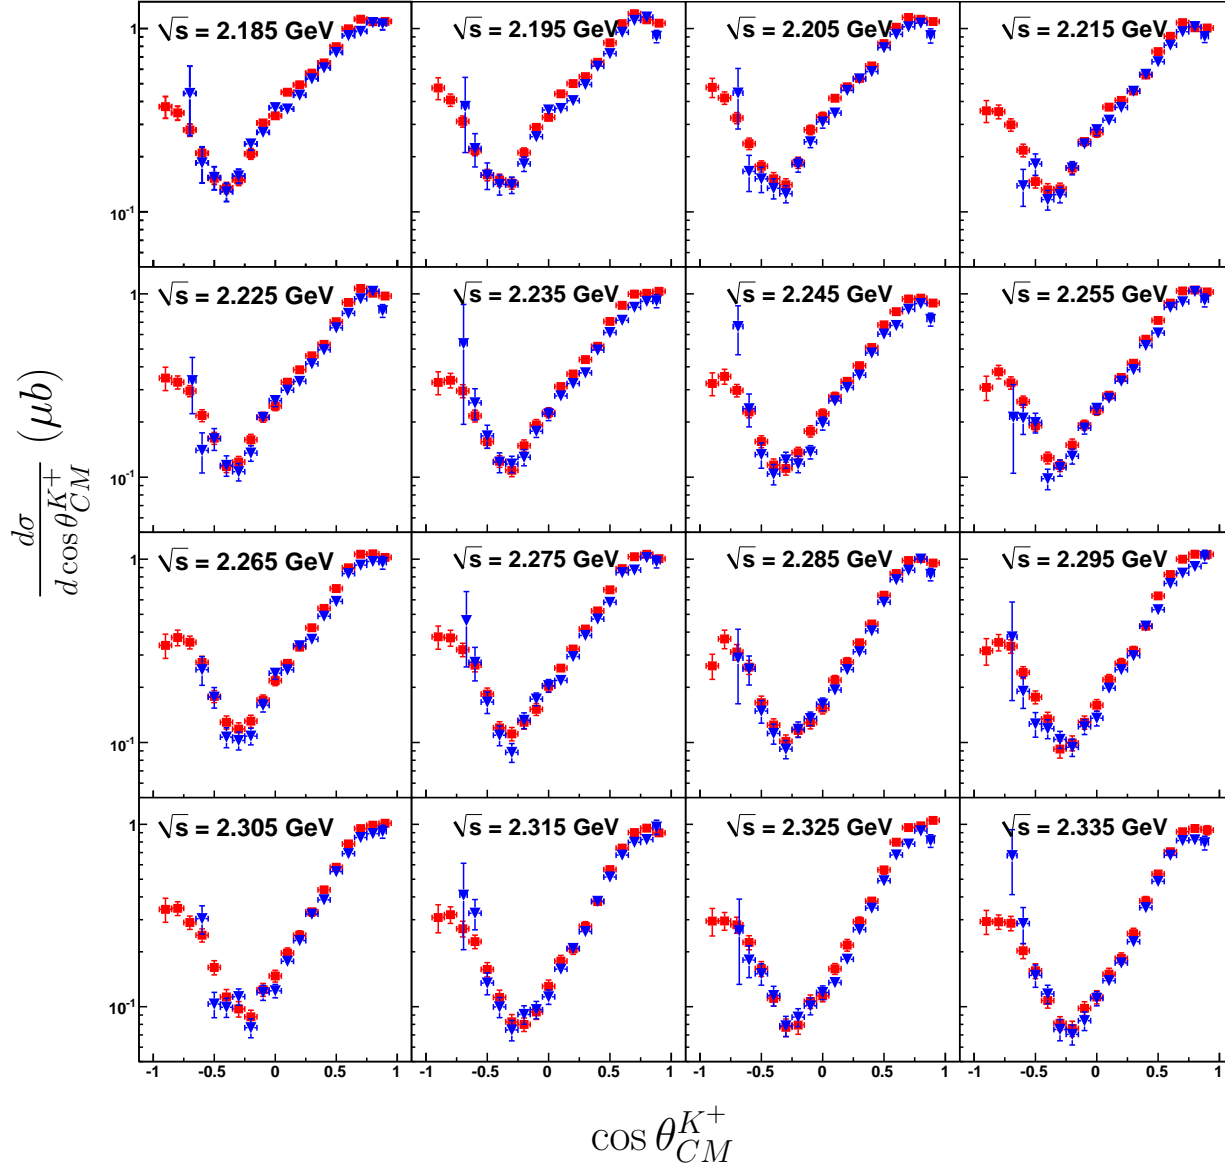 1
√s = 2.185 GeV √s = 2.195 GeV √s = 2.205 GeV √s = 2.215 GeV
10⁻¹
1
√s = 2.225 GeV √s = 2.235 GeV √s = 2.245 GeV √s = 2.255 GeV
10⁻¹
dσ / d cos θ_{CM}^{K⁺} (μb)
1
√s = 2.265 GeV √s = 2.275 GeV √s = 2.285 GeV √s = 2.295 GeV
10⁻¹
1
√s = 2.305 GeV √s = 2.315 GeV √s = 2.325 GeV √s = 2.335 GeV
10⁻¹
-1 -0.5 0 0.5 1 -1 -0.5 0 0.5 1 -1 -0.5 0 0.5 1 -1 -0.5 0 0.5 1
cos θ_{CM}^{K⁺}